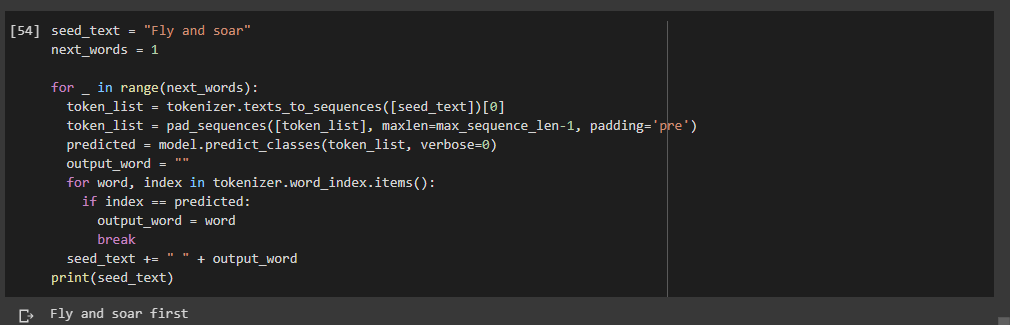 [54] seed_text = "Fly and soar"
next_words = 1
for _ in range(next_words):
token_list = tokenizer.texts_to_sequences([seed_text])[0]
token_list = pad_sequences([token_list], maxlen=max_sequence_len-1, padding='pre')
predicted = model.predict_classes(token_list, verbose=0)
output_word = ""
for word, index in tokenizer.word_index.items():
if index == predicted:
output_word = word
break
seed_text += " " + output_word
print(seed_text)
Fly and soar first